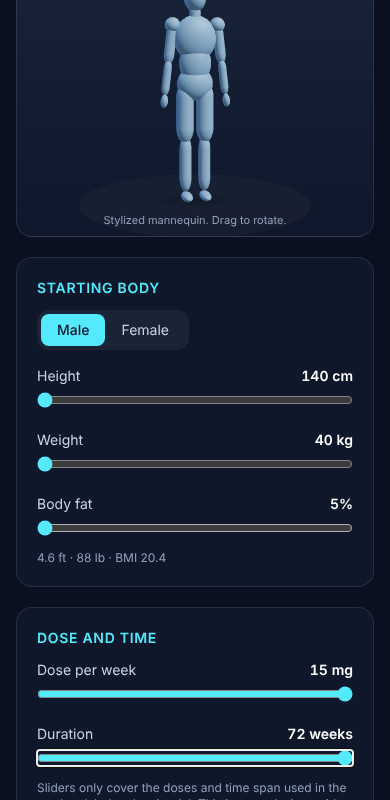 Stylized mannequin. Drag to rotate.
STARTING BODY
Male Female
Height 140 cm
Weight 40 kg
Body fat 5%
4.6 ft · 88 lb · BMI 20.4
DOSE AND TIME
Dose per week 15 mg
Duration 72 weeks
Sliders only cover the doses and time span used in the